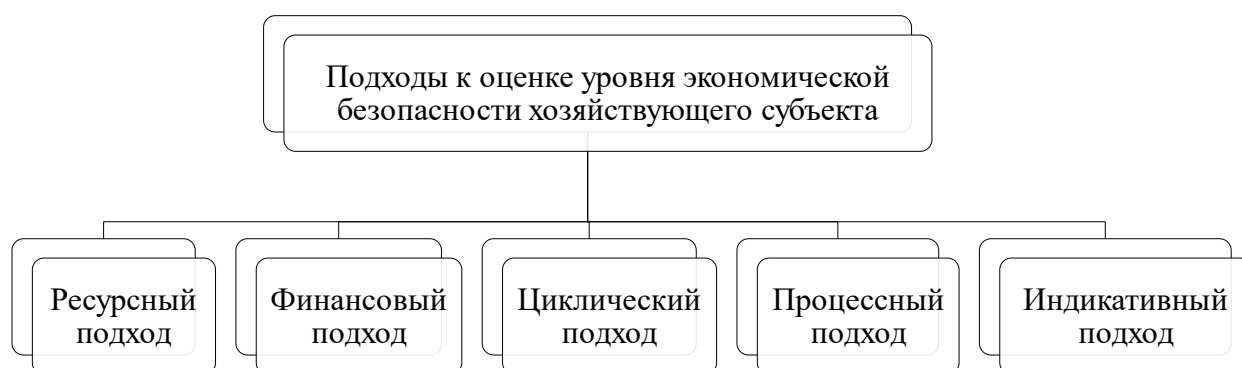 Подходы к оценке уровня экономической
безопасности хозяйствующего субъекта
Ресурсный
подход
Финансовый
подход
Циклический
подход
Процессный
подход
Индикативный
подход